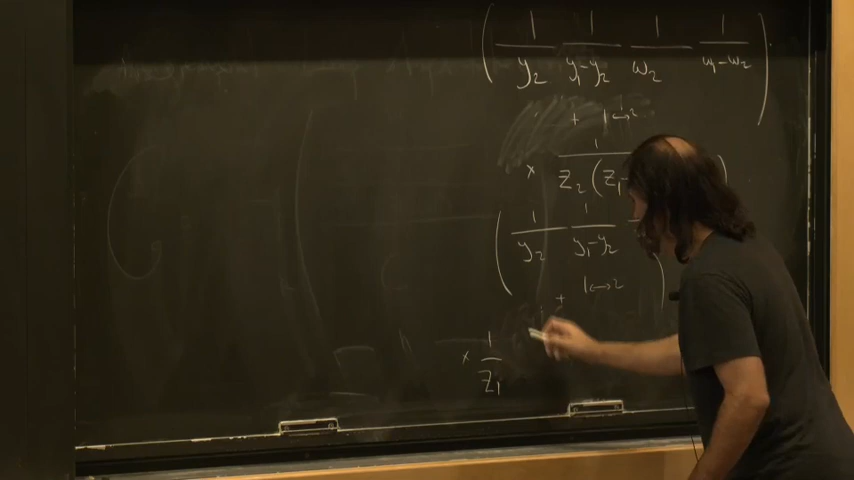 ( 1/y₂ 1/(y₁-y₂) 1/w₂ 1/(w₁-w₂)
+ 1↔2 )
× 1/(z₂(z₁-
( 1/y₂ 1/(y₁-y₂)
+ 1↔2 )
× 1/z₁